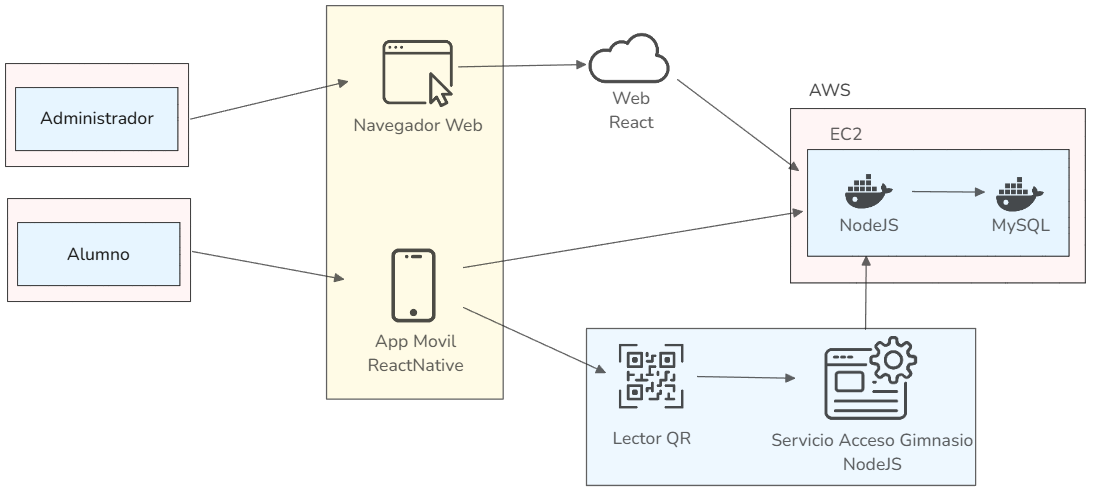 Administrador
Alumno
Navegador Web
App Movil
ReactNative
Web
React
AWS
EC2
NodeJS
MySQL
Lector QR
Servicio Acceso Gimnasio
NodeJS